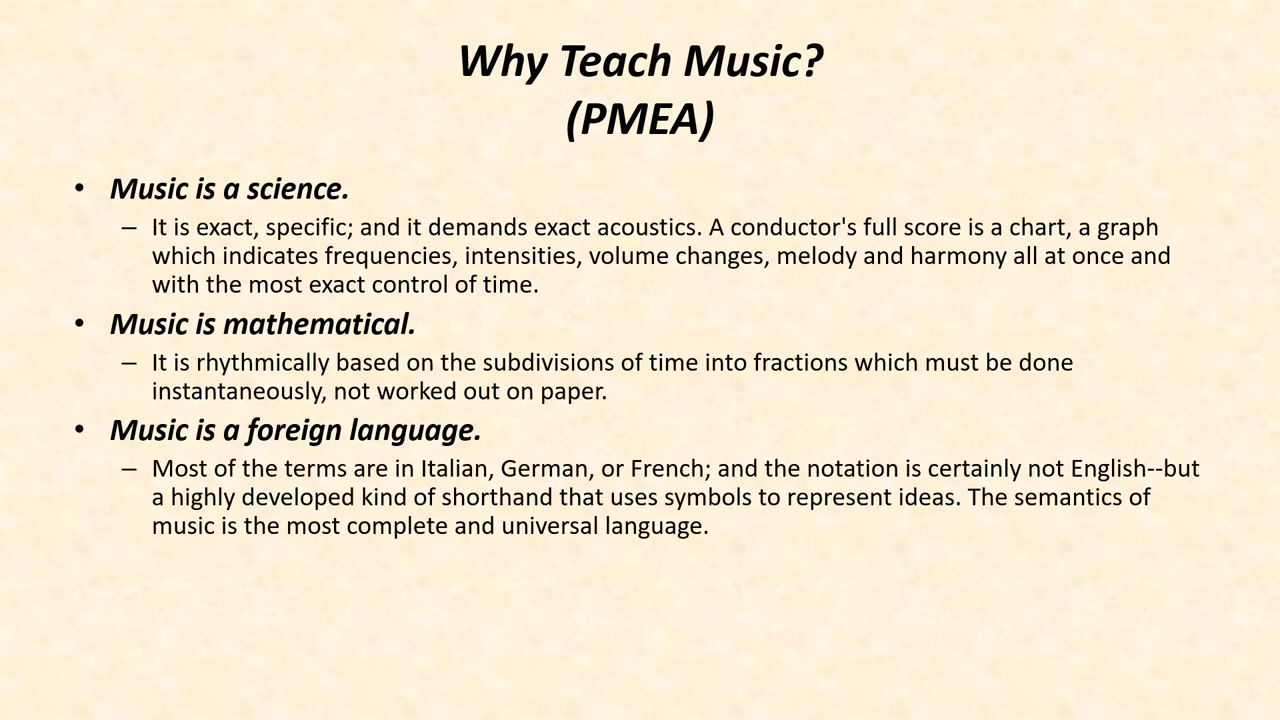 Why Teach Music?
(PMEA)
• Music is a science.
– It is exact, specific; and it demands exact acoustics. A conductor's full score is a chart, a graph
which indicates frequencies, intensities, volume changes, melody and harmony all at once and
with the most exact control of time.
• Music is mathematical.
– It is rhythmically based on the subdivisions of time into fractions which must be done
instantaneously, not worked out on paper.
• Music is a foreign language.
– Most of the terms are in Italian, German, or French; and the notation is certainly not English--but
a highly developed kind of shorthand that uses symbols to represent ideas. The semantics of
music is the most complete and universal language.